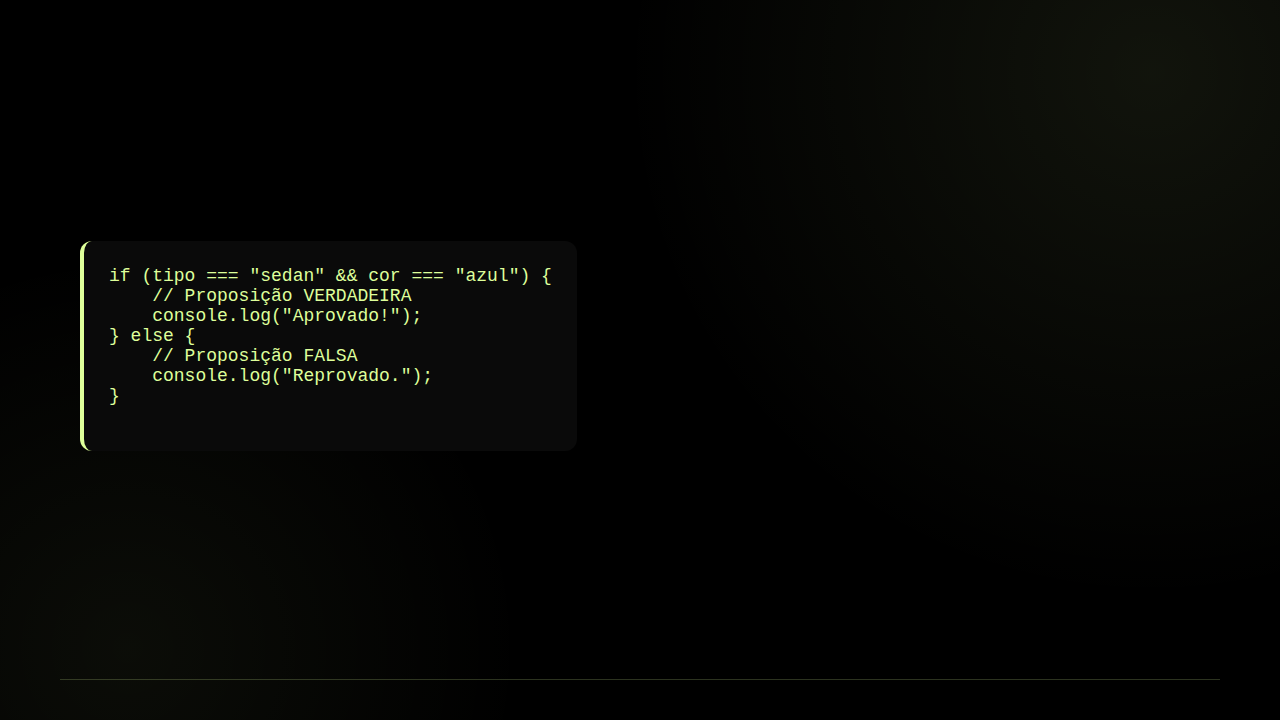 if (tipo === "sedan" && cor === "azul") {
    // Proposição VERDADEIRA
    console.log("Aprovado!");
} else {
    // Proposição FALSA
    console.log("Reprovado.");
}